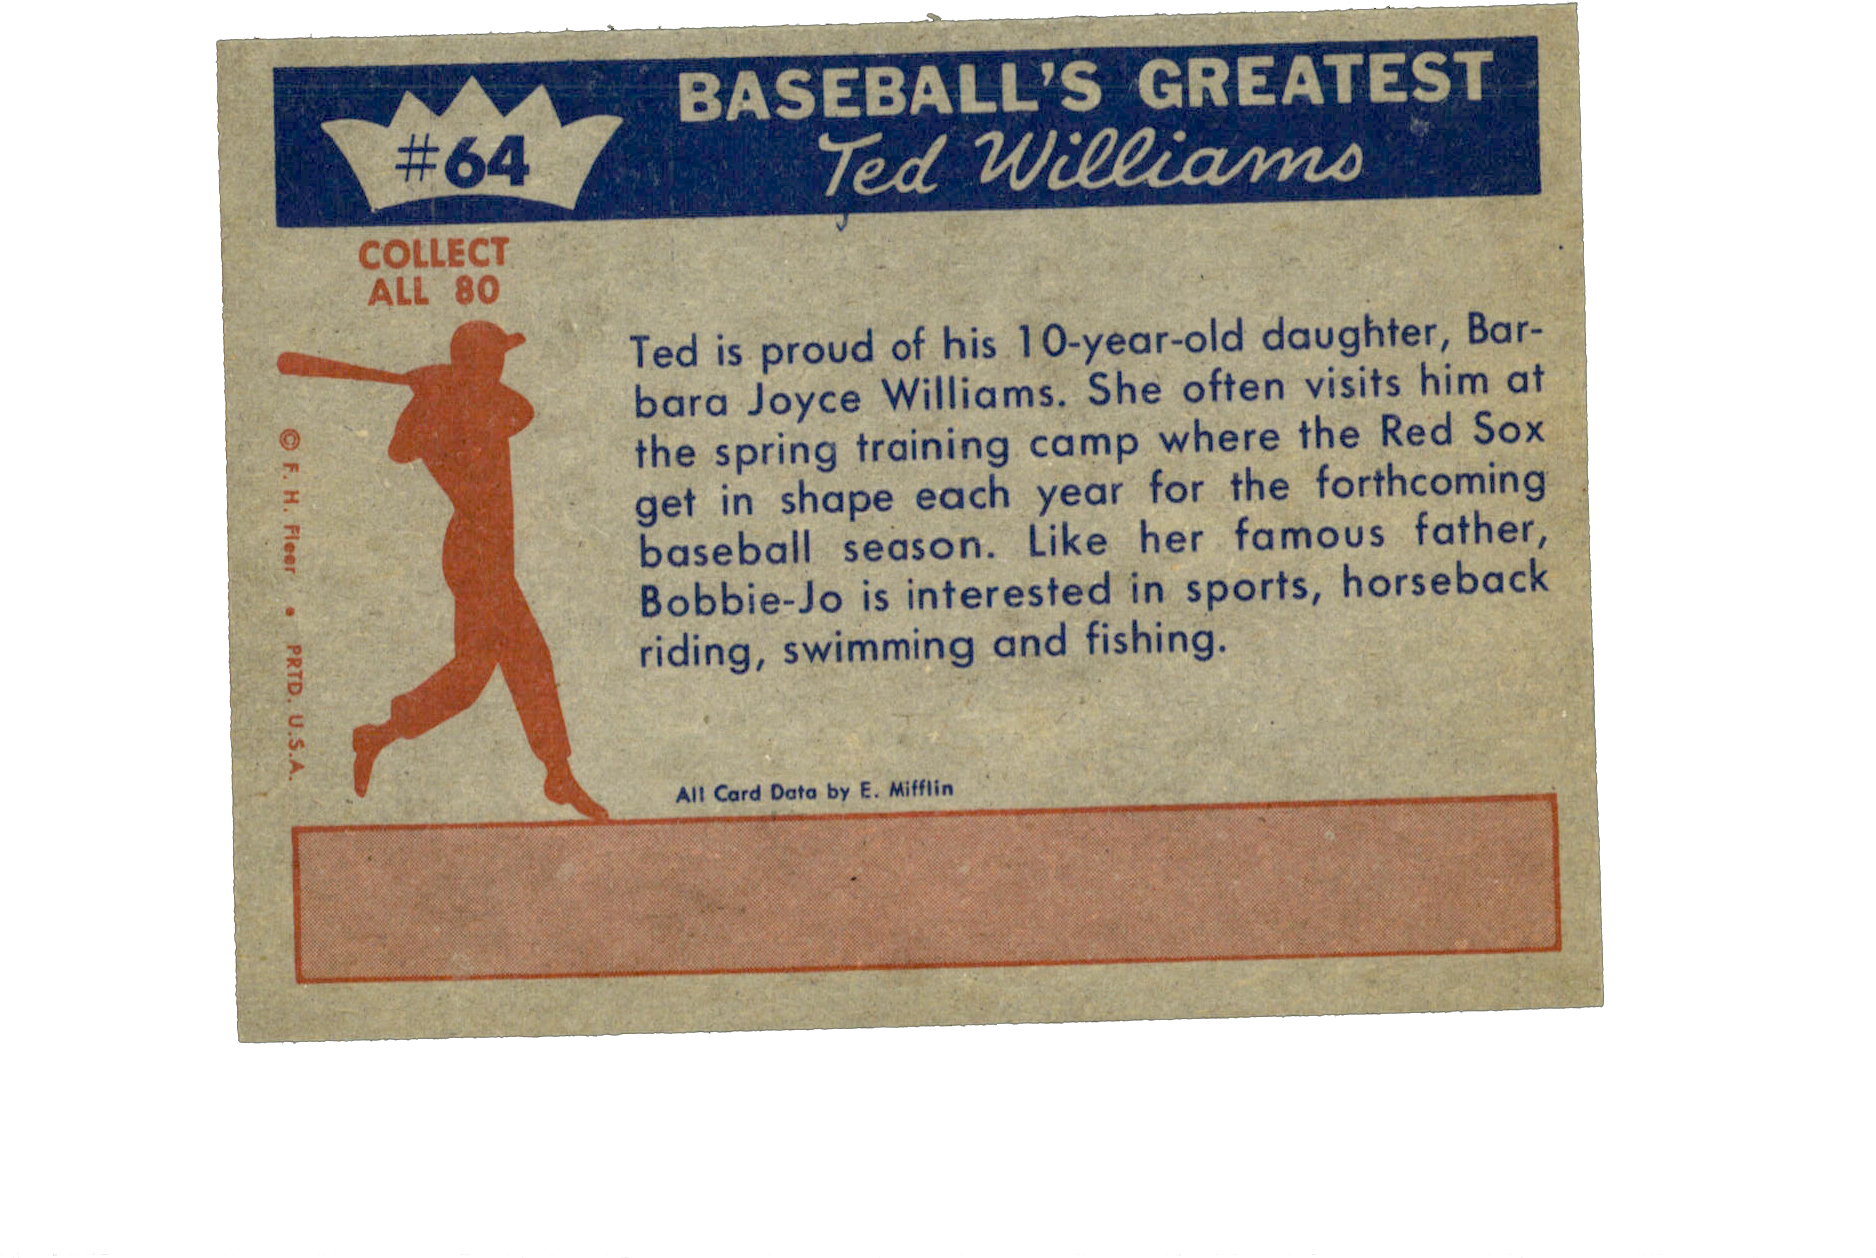 #64
BASEBALL'S GREATEST
Ted Williams
COLLECT
ALL 80
Ted is proud of his 10-year-old daughter, Bar-
bara Joyce Williams. She often visits him at
the spring training camp where the Red Sox
get in shape each year for the forthcoming
baseball season. Like her famous father,
Bobbie-Jo is interested in sports, horseback
riding, swimming and fishing.
All Card Data by E. Mifflin
© F. H. Fleer • PRTD. U.S.A.